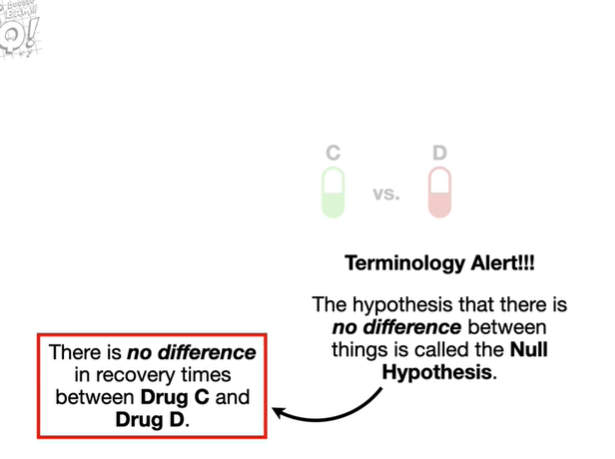 BAM!!!
C
D
vs.
Terminology Alert!!!
The hypothesis that there is
no difference between
things is called the Null
Hypothesis.
There is no difference
in recovery times
between Drug C and
Drug D.